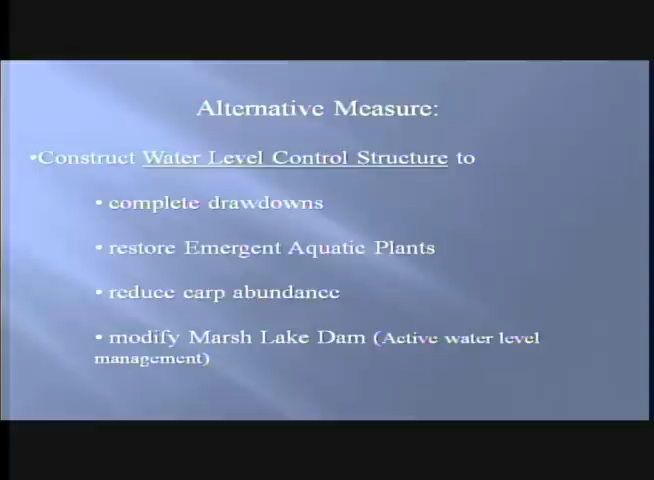 Alternative Measure:
•Construct Water Level Control Structure to
• complete drawdowns
• restore Emergent Aquatic Plants
• reduce carp abundance
• modify Marsh Lake Dam (Active water level
management)